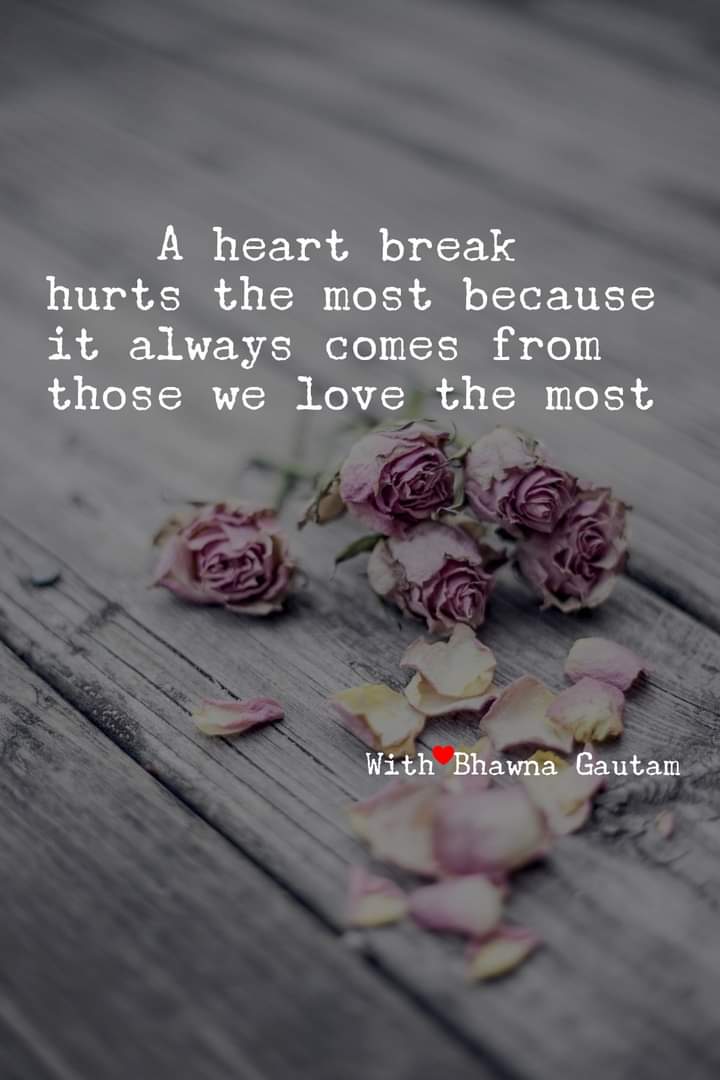 A heart break
hurts the most because
it always comes from
those we love the most
With❤Bhawna Gautam